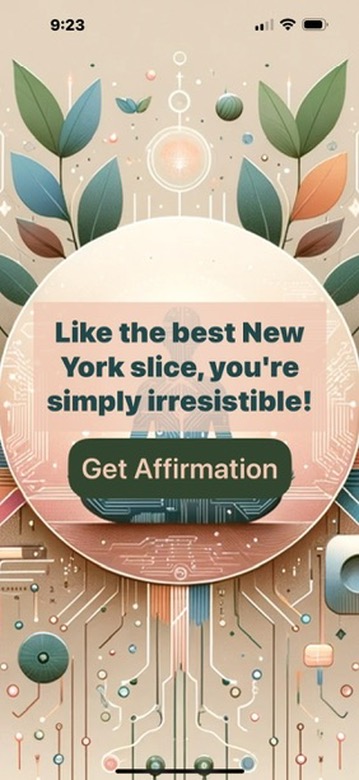 9:23
Like the best New
York slice, you're
simply irresistible!
Get Affirmation